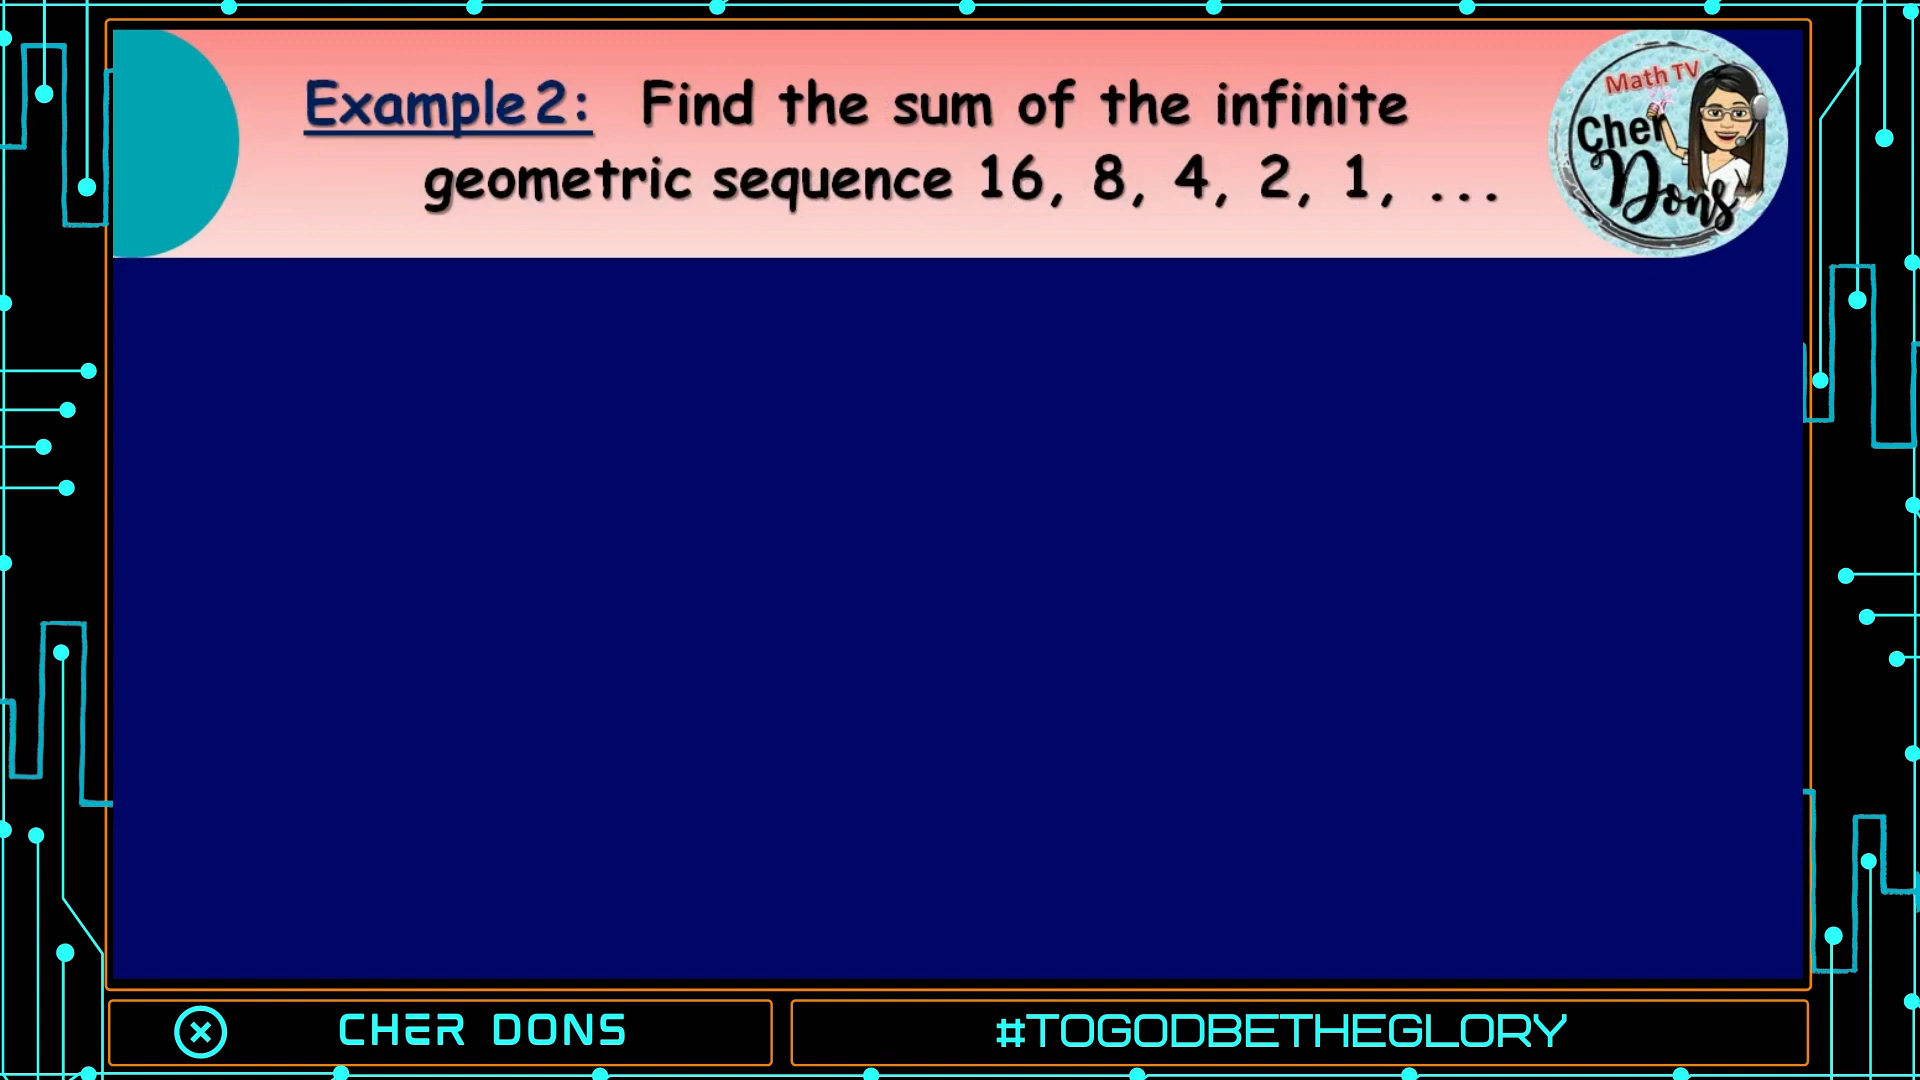 Example 2: Find the sum of the infinite
geometric sequence 16, 8, 4, 2, 1, ...
Math TV
Cher
Dons
CHER DONS
#TOGODBETHEGLORY